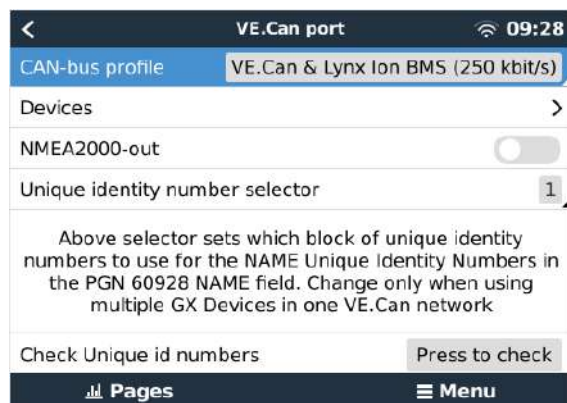 VE.Can port 09:28
CAN-bus profile VE.Can & Lynx Ion BMS (250 kbit/s)
Devices
NMEA2000-out
Unique identity number selector 1
Above selector sets which block of unique identity
numbers to use for the NAME Unique Identity Numbers in
the PGN 60928 NAME field. Change only when using
multiple GX Devices in one VE.Can network
Check Unique id numbers Press to check
Pages Menu